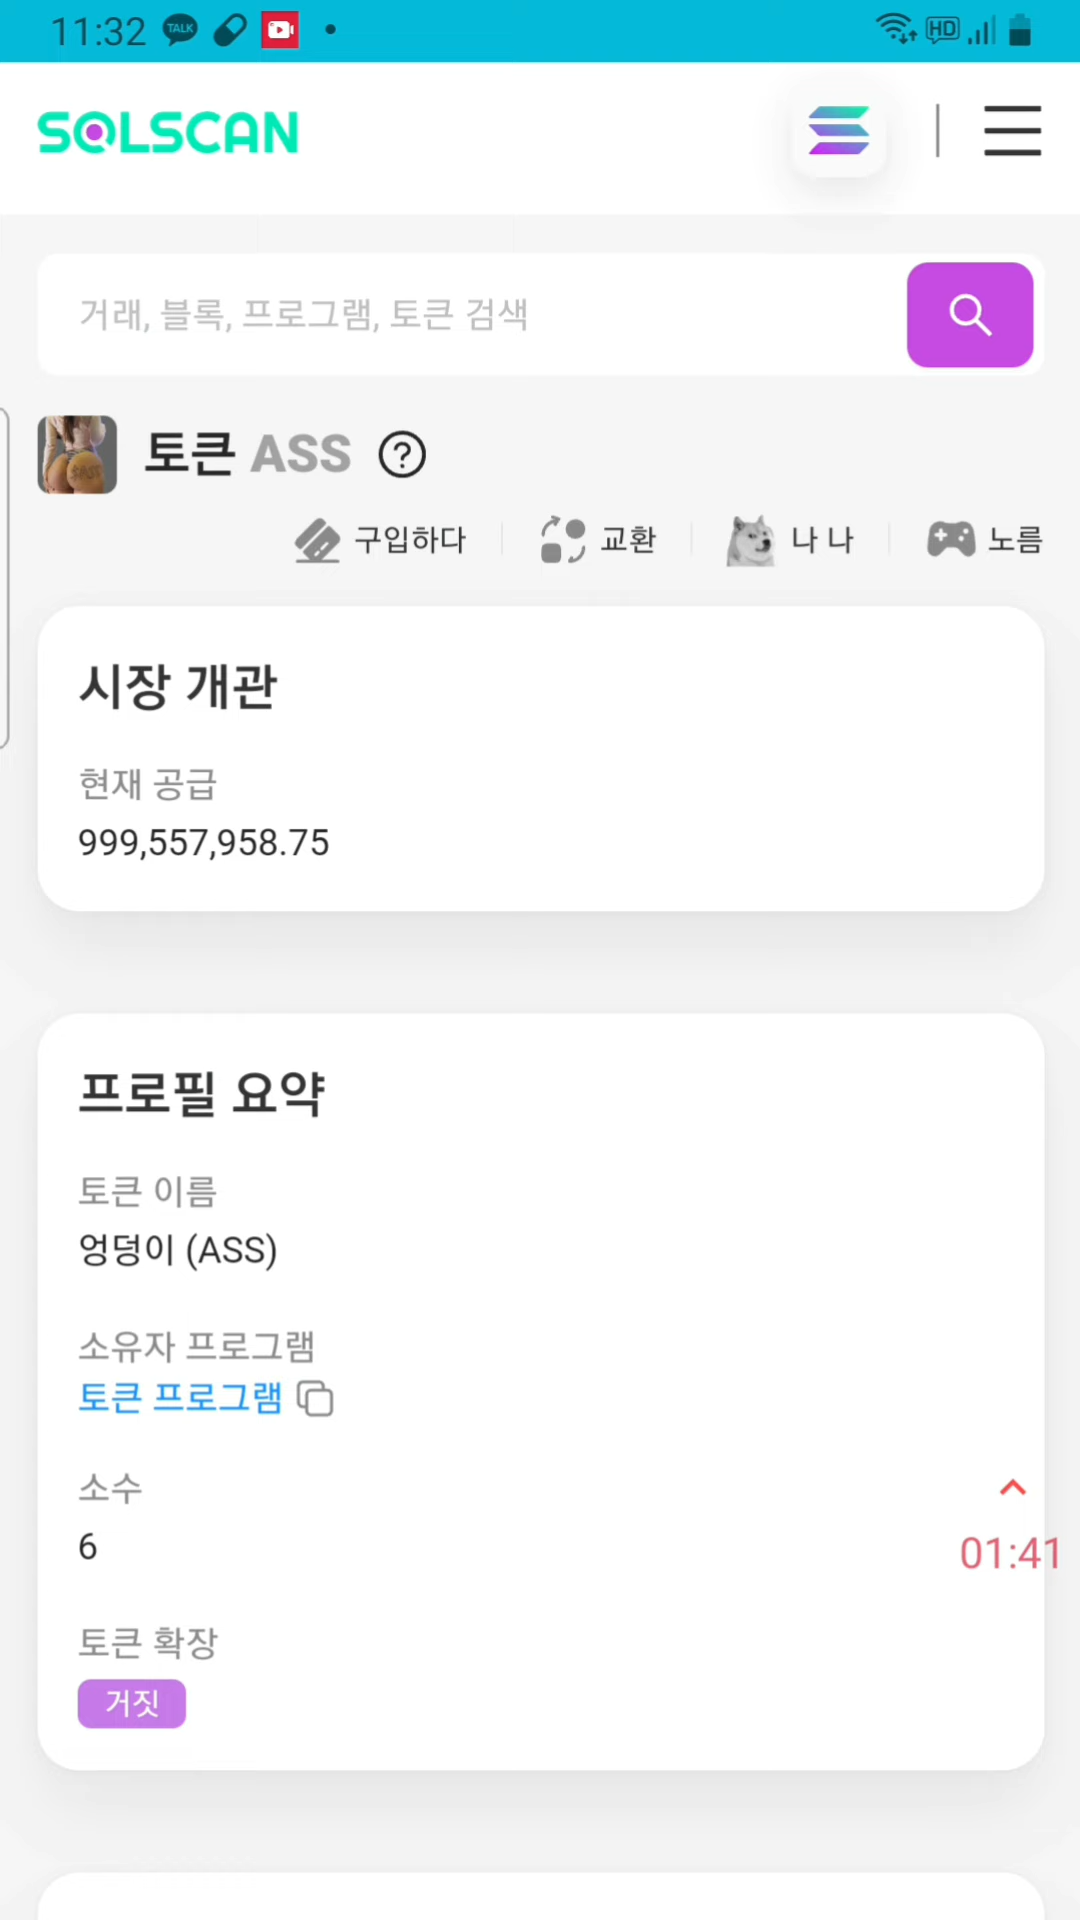 11:32 TALK HD
SOLSCAN
거래, 블록, 프로그램, 토큰 검색
토큰 ASS ?
구입하다 교환 나 나 노름
시장 개관
현재 공급
999,557,958.75
프로필 요약
토큰 이름
엉덩이 (ASS)
소유자 프로그램
토큰 프로그램
소수
6
01:41
토큰 확장
거짓